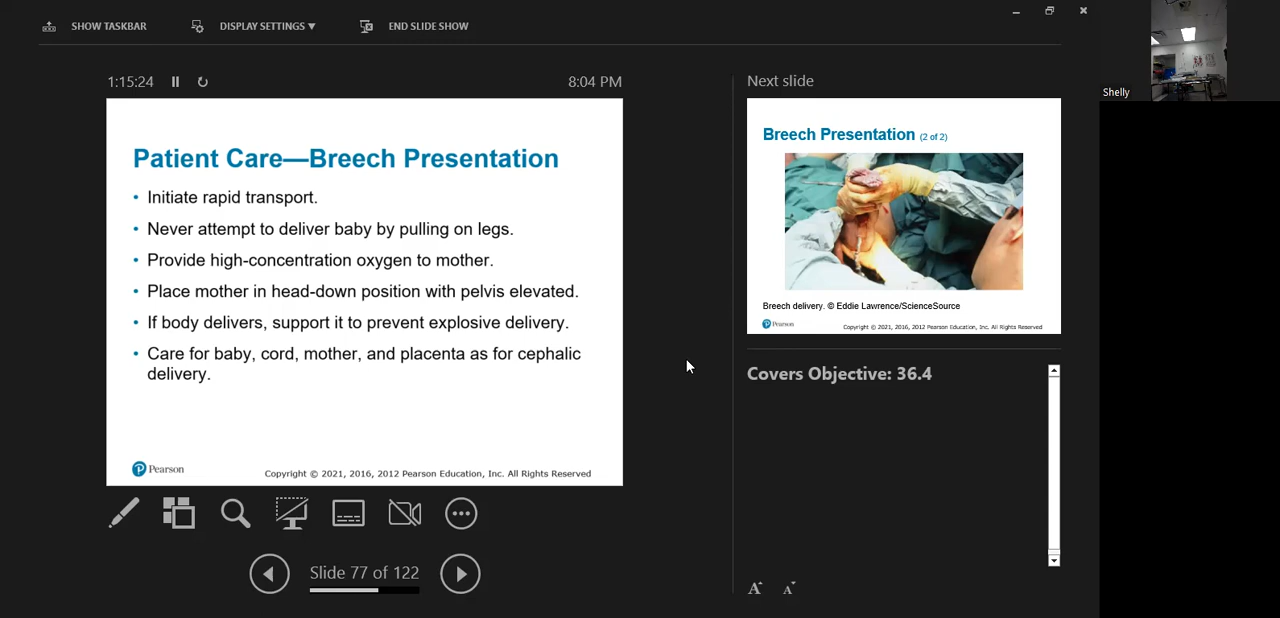 SHOW TASKBAR DISPLAY SETTINGS ▼ END SLIDE SHOW
1:15:24 8:04 PM
Patient Care—Breech Presentation
• Initiate rapid transport.
• Never attempt to deliver baby by pulling on legs.
• Provide high-concentration oxygen to mother.
• Place mother in head-down position with pelvis elevated.
• If body delivers, support it to prevent explosive delivery.
• Care for baby, cord, mother, and placenta as for cephalic
delivery.
Pearson Copyright © 2021, 2016, 2012 Pearson Education, Inc. All Rights Reserved
Slide 77 of 122
Next slide
Breech Presentation (2 of 2)
Breech delivery. © Eddie Lawrence/ScienceSource
Pearson Copyright © 2021, 2016, 2012 Pearson Education, Inc. All Rights Reserved
Covers Objective: 36.4
A A
Shelly